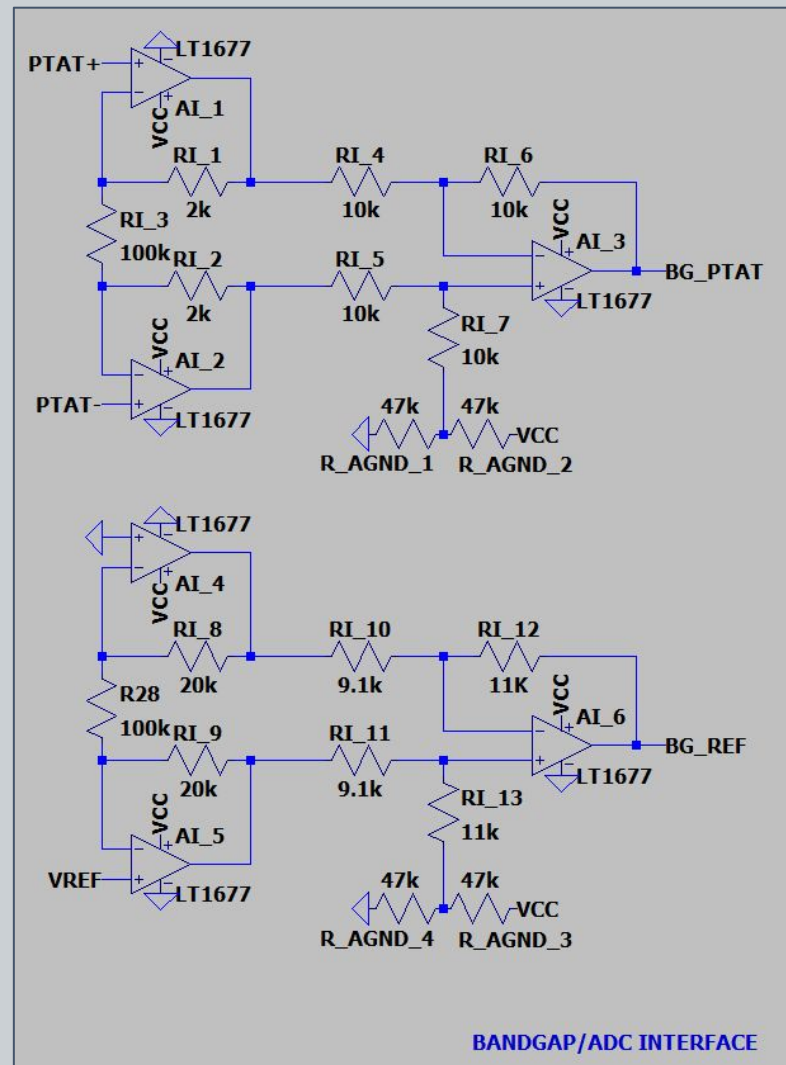 LT1677
PTAT+
VCC
AI_1
RI_1
2k
RI_4
10k
RI_6
10k
RI_3
100k
VCC
AI_3
BG_PTAT
LT1677
RI_2
2k
RI_5
10k
RI_7
10k
VCC
AI_2
PTAT-
LT1677
47k
47k
VCC
R_AGND_1
R_AGND_2
LT1677
VCC
AI_4
RI_8
20k
RI_10
9.1k
RI_12
11K
R28
100k
VCC
AI_6
BG_REF
LT1677
RI_9
20k
RI_11
9.1k
RI_13
11k
VCC
AI_5
VREF
LT1677
47k
47k
VCC
R_AGND_4
R_AGND_3
BANDGAP/ADC INTERFACE